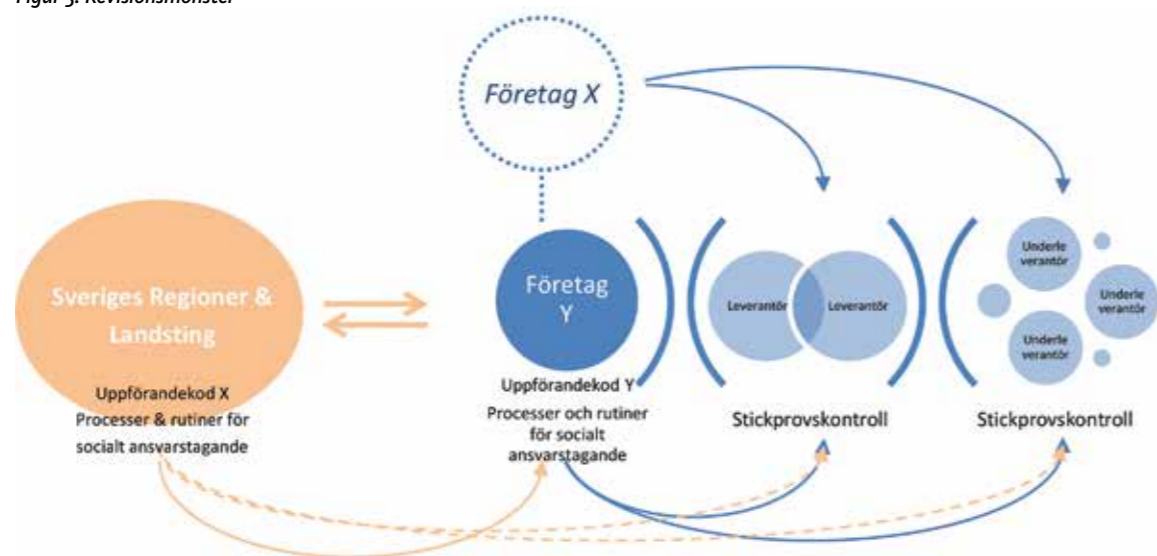 Figur 5. Revisionsmönster
Företag X
Sveriges Regioner &
Landsting
Uppförandekod X
Processer & rutiner för
socialt ansvarstagande
Företag
Y
Uppförandekod Y
Processer och rutiner
för socialt
ansvarstagande
Leverantör
Leverantör
Stickprovskontroll
Underle
verantör
Underle
verantör
Underle
verantör
Stickprovskontroll